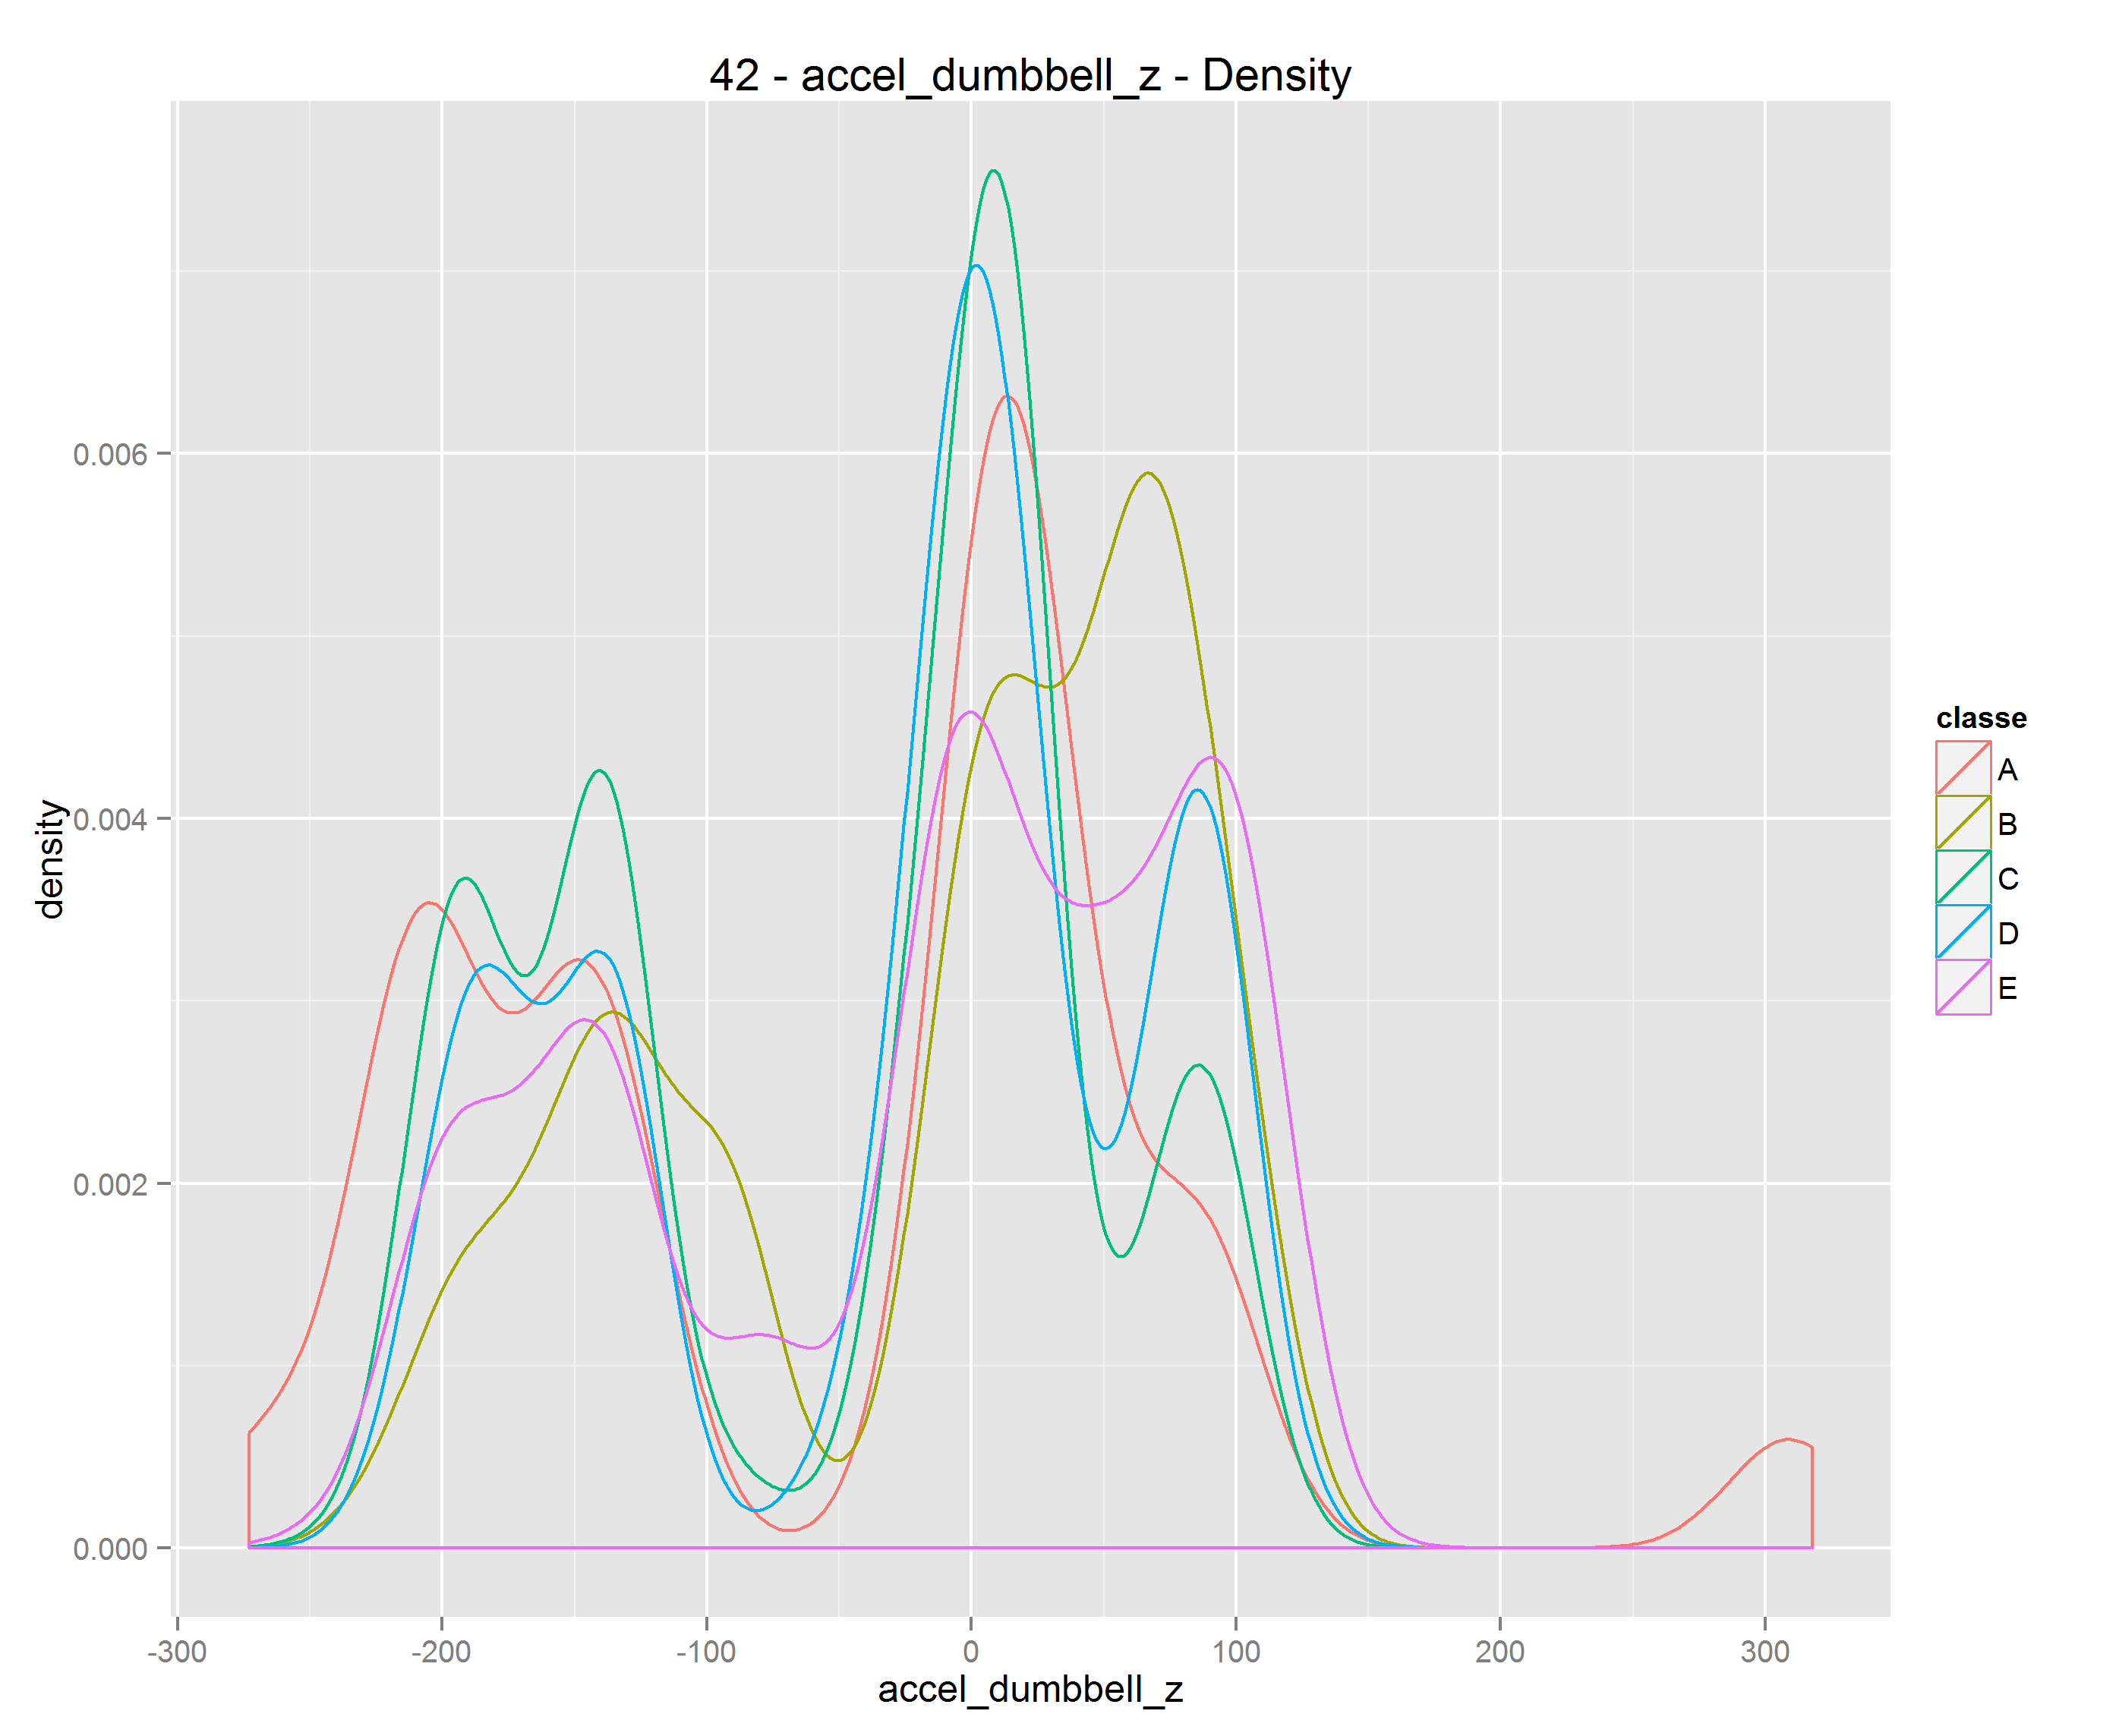 42 - accel_dumbbell_z - Density
density
0.006
0.004
0.002
0.000
-300 -200 -100 0 100 200 300
accel_dumbbell_z
classe
A
B
C
D
E